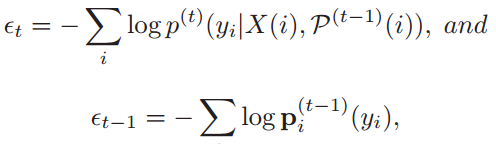 ϵ_t = − ∑_i log p^{(t)}(y_i|X(i), 𝒫^{(t−1)}(i)), and
ϵ_{t−1} = − ∑ log 𝐩_i^{(t−1)}(y_i),